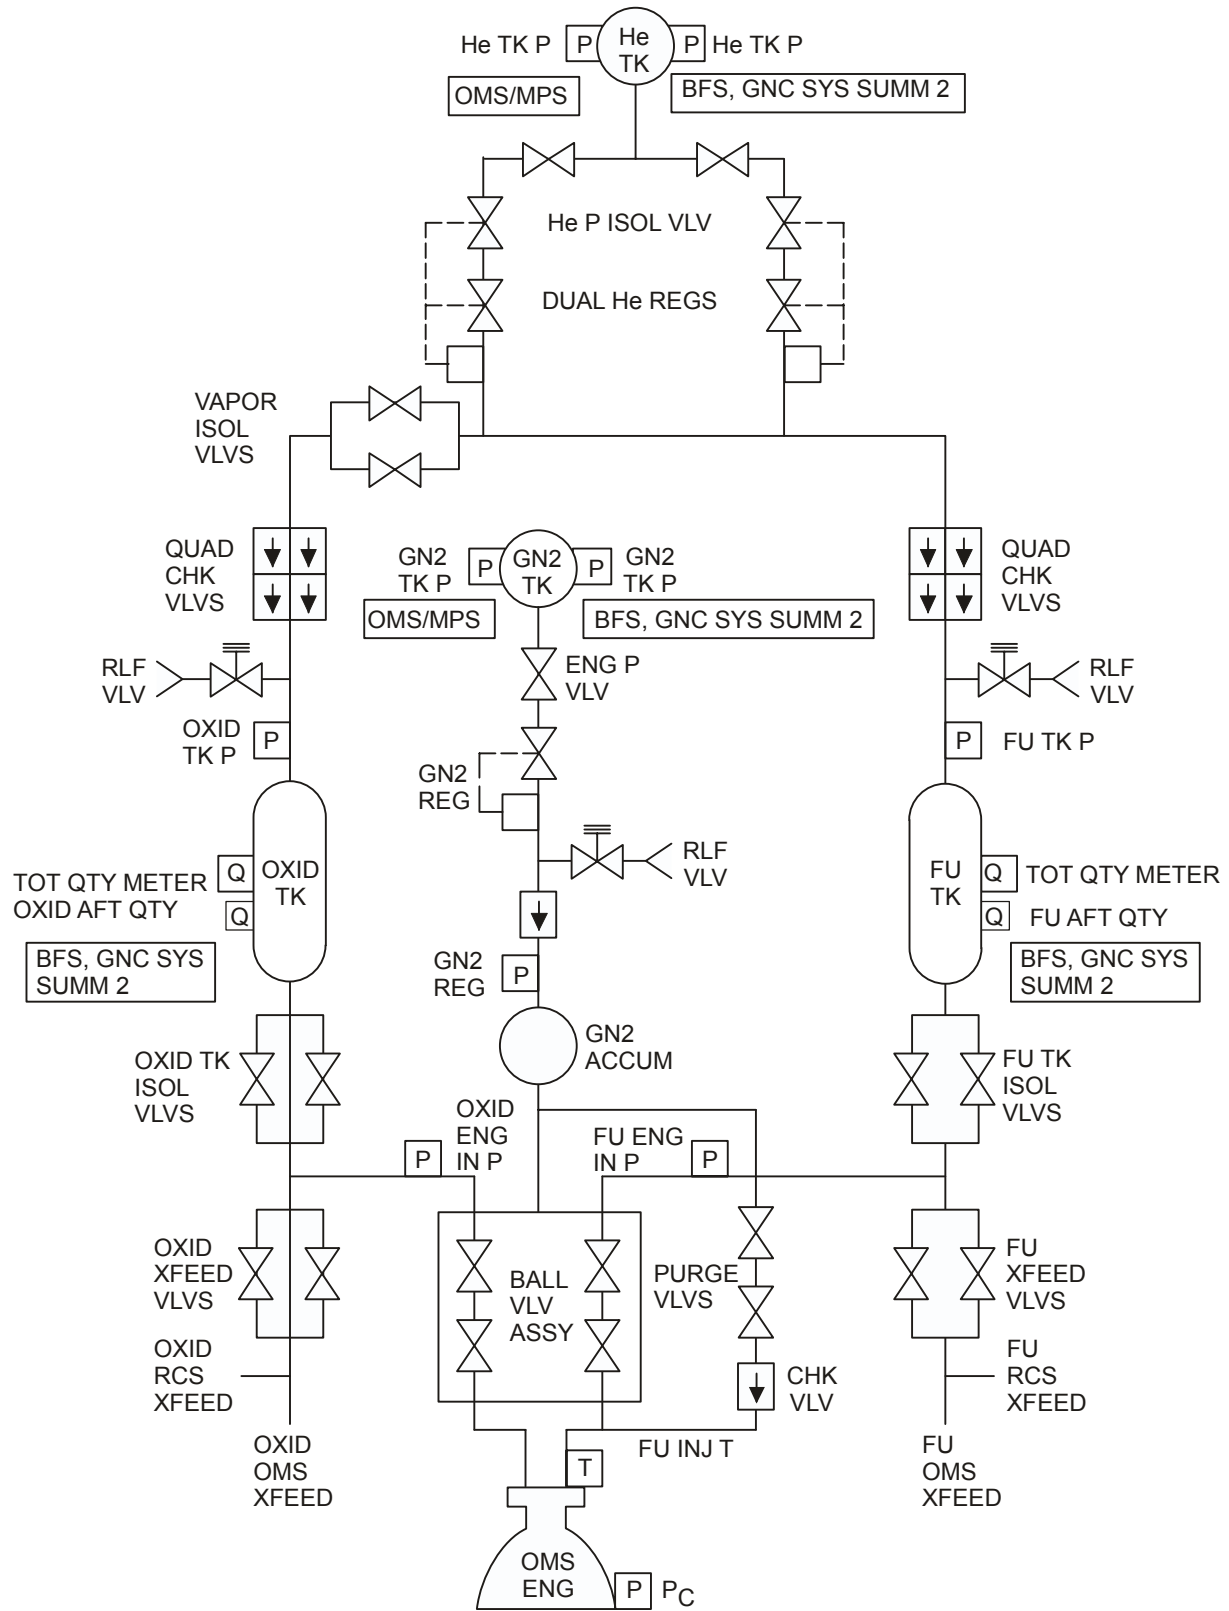 He TK P
P
He
TK
P
He TK P
OMS/MPS
BFS, GNC SYS SUMM 2
He P ISOL VLV
DUAL He REGS
VAPOR
ISOL
VLVS
QUAD
CHK
VLVS
GN2
TK P
P
GN2
TK
P
GN2
TK P
OMS/MPS
BFS, GNC SYS SUMM 2
QUAD
CHK
VLVS
RLF
VLV
ENG P
VLV
RLF
VLV
OXID
TK P
P
P
FU TK P
GN2
REG
RLF
VLV
TOT QTY METER
Q
OXID
TK
OXID AFT QTY
Q
FU
TK
Q
TOT QTY METER
Q
FU AFT QTY
BFS, GNC SYS
SUMM 2
GN2
REG
P
BFS, GNC SYS
SUMM 2
GN2
ACCUM
OXID TK
ISOL
VLVS
FU TK
ISOL
VLVS
P
OXID
ENG
IN P
FU ENG
IN P
P
OXID
XFEED
VLVS
BALL
VLV
ASSY
PURGE
VLVS
FU
XFEED
VLVS
OXID
RCS
XFEED
CHK
VLV
FU
RCS
XFEED
OXID
OMS
XFEED
FU INJ T
T
FU
OMS
XFEED
OMS
ENG
P
PC